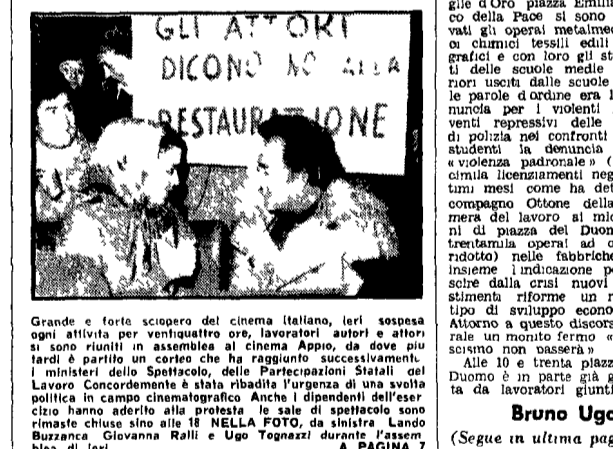 GLI ATTORI
DICONO NO ALLA
RESTAURAZIONE
Grande e forte sciopero del cinema italiano, ieri sospesa
ogni attivita per ventiquattro ore, lavoratori autori e attori
si sono riuniti in assemblea al cinema Appio, da dove piu
tardi è partito un corteo che ha raggiunto successivamente
i ministeri dello Spettacolo, delle Partecipazioni Statali del
Lavoro Concordemente è stata ribadita l'urgenza di una svolta
politica in campo cinematografico Anche i dipendenti dell'eser
cizio hanno aderito alla protesta le sale di spettacolo sono
rimaste chiuse sino alle 18 NELLA FOTO, da sinistra Lando
Buzzanca Giovanna Ralli e Ugo Tognazzi durante l'assem
blea di ieri A PAGINA 7
glie d'Oro piazza Emilia
co della Pace si sono
vati gli operai metalmec
ci chimici tessili edili
grafici e con loro gli st
ti delle scuole medie
riori usciti dalle scuole
le parole d'ordine era l
nuncia per i violenti
venti repressivi delle
di polizia nei confronti
studenti la denuncia
« violenza padronale » (
cimila licenziamenti neg
timi mesi come ha det
compagno Ottone della
mera del lavoro ai mic
ni di piazza del Duom
trentamila operai ad o
ridotto) nelle fabbriche
insieme l'indicazione p
scire dalla crisi nuovi
stimenti riforme un n
tipo di sviluppo econo
Attorno a questo discors
rale un monito fermo «
scismo non passerà »
Alle 10 e trenta piazz
Duomo è in parte già g
ta da lavoratori giunti
Bruno Ugo
(Segue in ultima pag